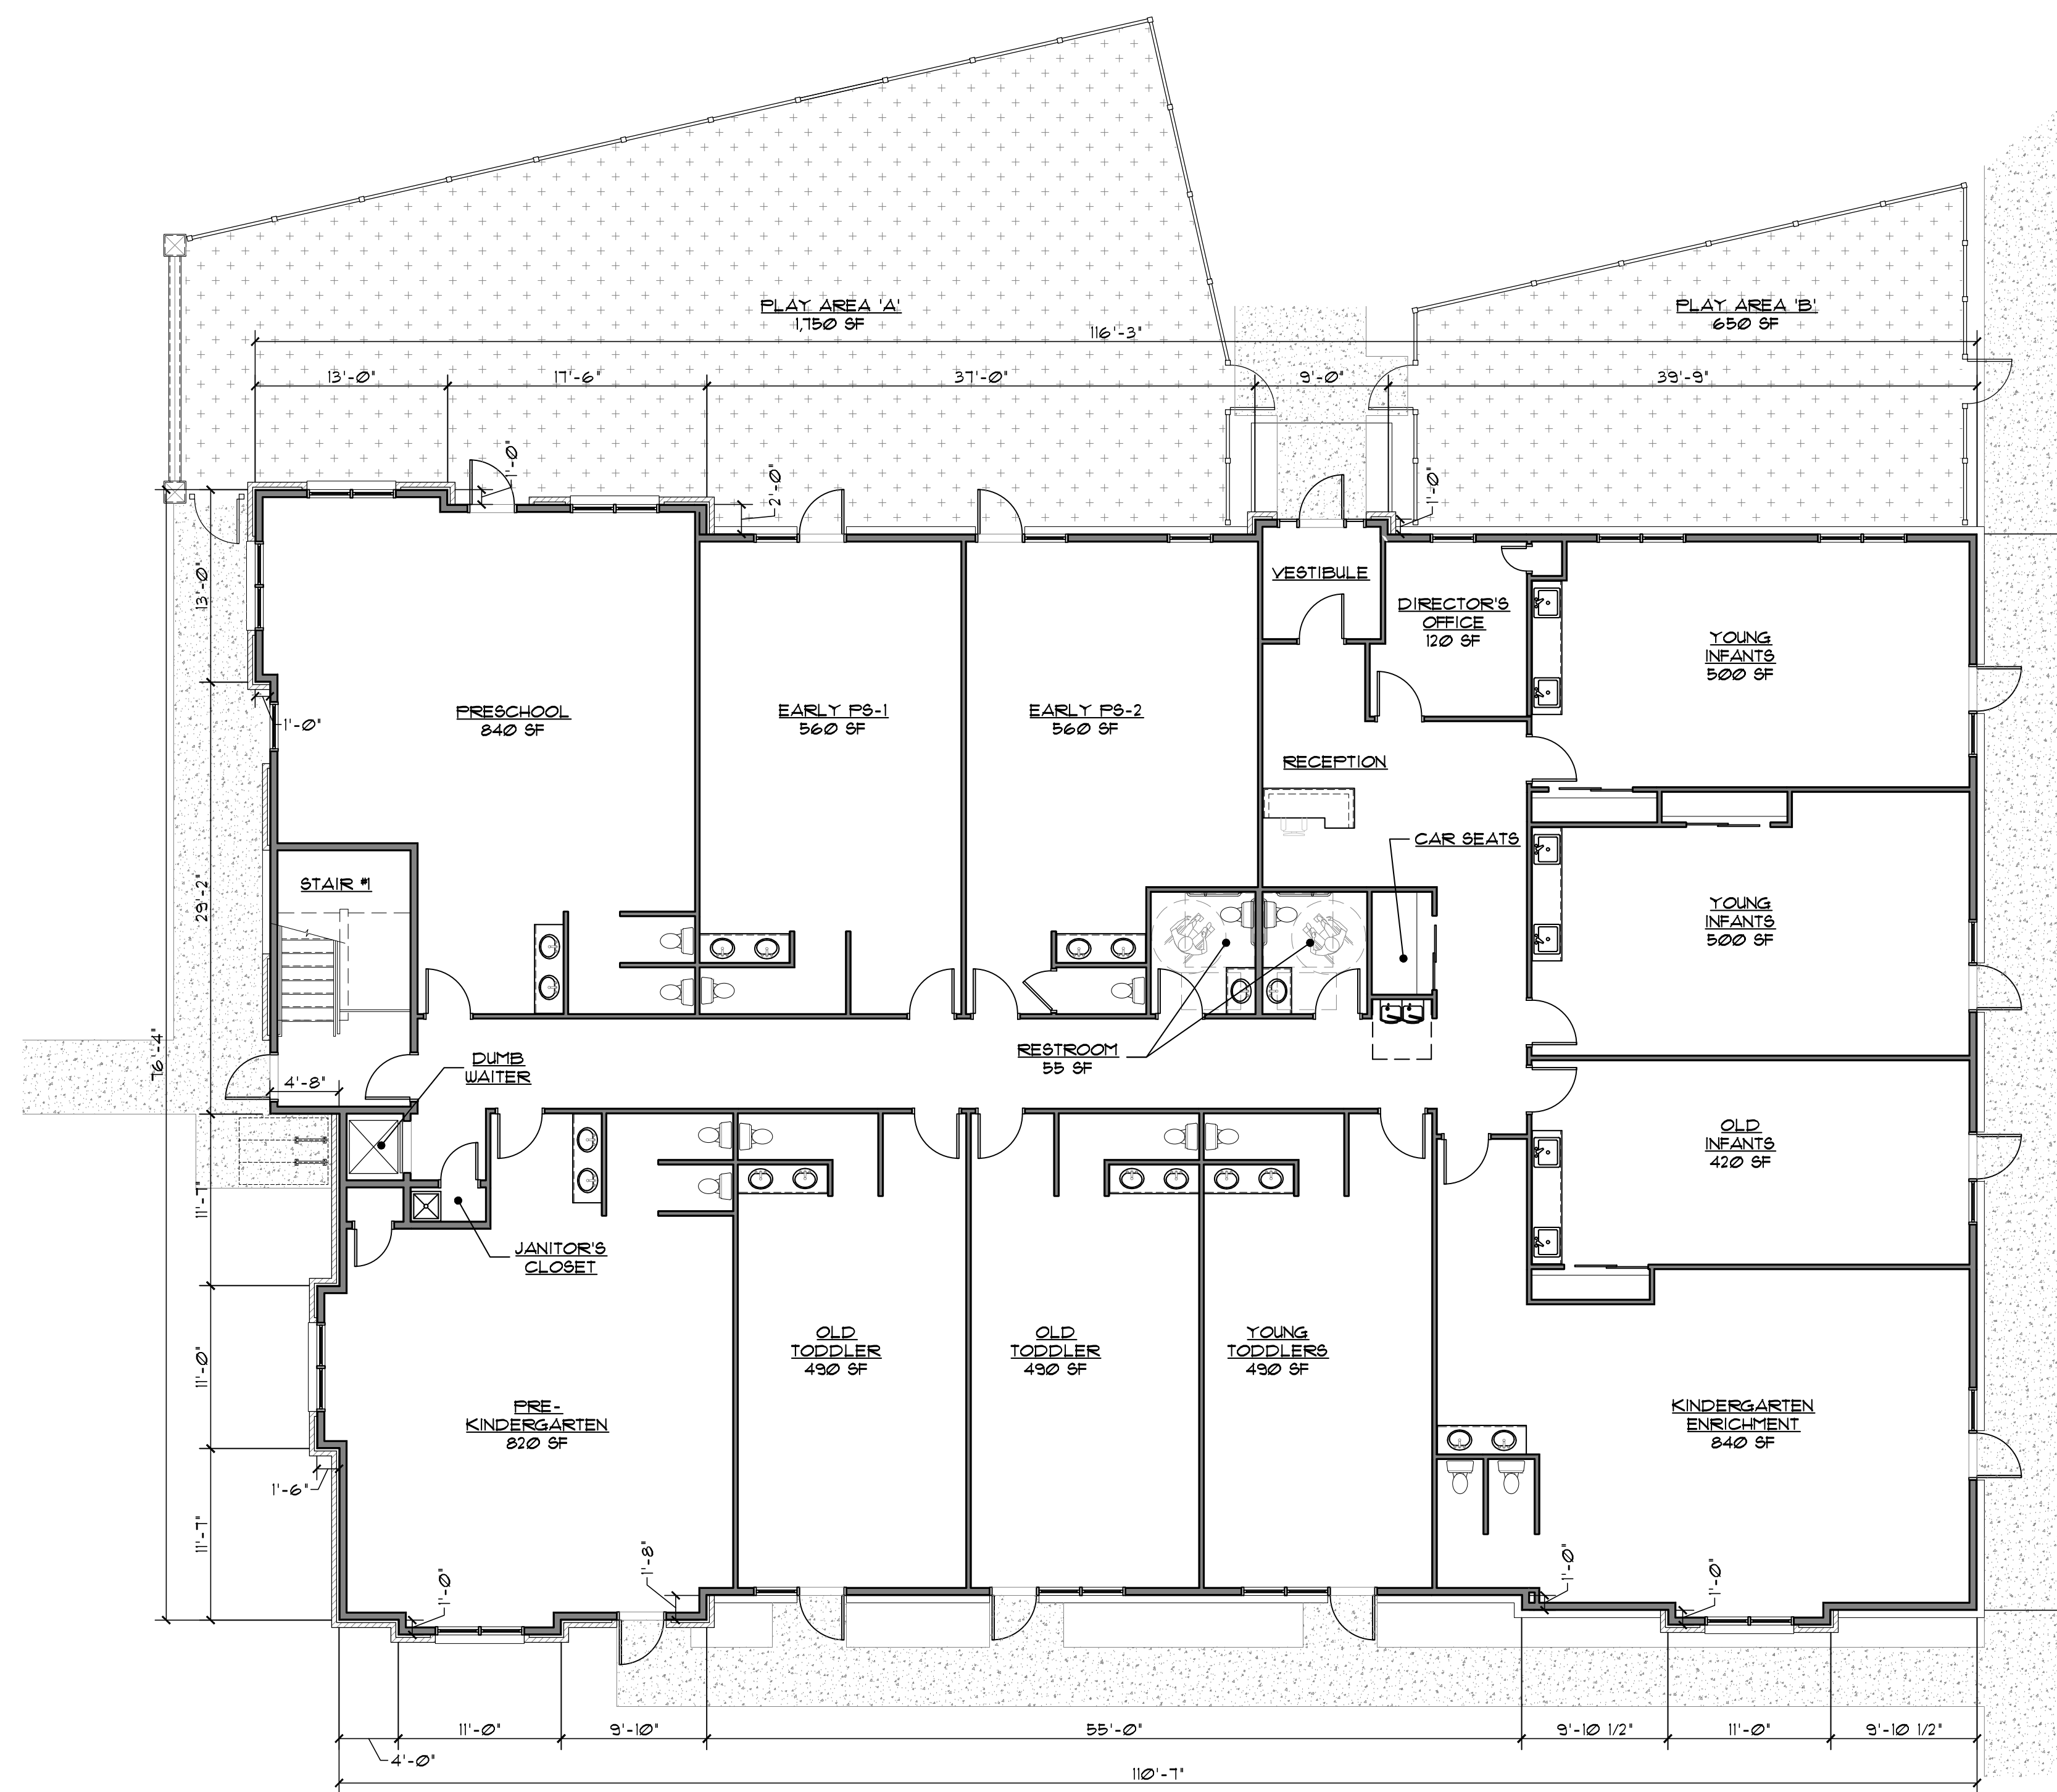 PLAY AREA 'A'
1,750 SF
PLAY AREA 'B'
650 SF
116'-3"
13'-0"
17'-6"
37'-0"
9'-0"
39'-9"
1'-0"
2'-0"
1'-0"
13'-0"
VESTIBULE
DIRECTOR'S
OFFICE
120 SF
YOUNG
INFANTS
500 SF
1'-0"
PRESCHOOL
840 SF
EARLY PS-1
560 SF
EARLY PS-2
560 SF
RECEPTION
CAR SEATS
STAIR #1
29'-2"
YOUNG
INFANTS
500 SF
76'-4"
DUMB
WAITER
4'-8"
RESTROOM
55 SF
OLD
INFANTS
420 SF
11'-7"
JANITOR'S
CLOSET
11'-0"
OLD
TODDLER
490 SF
OLD
TODDLER
490 SF
YOUNG
TODDLERS
490 SF
PRE-
KINDERGARTEN
820 SF
KINDERGARTEN
ENRICHMENT
840 SF
1'-6"
11'-7"
1'-0"
1'-8"
1'-0"
1'-0"
11'-0"
9'-10"
55'-0"
9'-10 1/2"
11'-0"
9'-10 1/2"
4'-0"
110'-7"